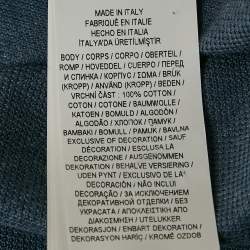 MADE IN ITALY
FABRIQUÉ EN ITALIE
HECHO EN ITALIA
İTALYA'DA ÜRETİLMİŞTİR
BODY / CORPS / CORPO / OBERTEIL /
ROMP / HOVEDDEL / CUERPO / ПЕРЕД
И СПИНКА / КОРПУС / ΣΩΜΑ / BRUK
(KROPP) / ANVÄND (KROPP) / BEDEN /
VRCHNÍ ČÁST : 100% COTTON /
COTON / COTONE / BAUMWOLLE /
KATOEN / BOMULD / ALGODÓN /
ALGODÃO / ХЛОПОК / ПАМУК /
ΒΑΜΒΑΚΙ / BOMULL / PAMUK / BAVLNA
EXCLUSIVE OF DECORATION / SAUF
DÉCORATION / ESCLUSA LA
DECORAZIONE / AUSGENOMMEN
DEKORATION / BEHALVE VERSIERING /
UDEN PYNT / EXCLUSIVO DE LA
DECORACIÓN / NÃO INCLUI
DECORAÇÃO / ЗА ИСКЛЮЧЕНИЕМ
ДЕКОРАТИВНОЙ ОТДЕЛКИ / БЕЗ
УКРАСАТА / ΑΠΟΚΛΕΙΣΤΙΚΗ ΑΠΟ
ΔΙΑΚΟΣΜΗΣΗ / UTELUKKER
DEKORASJON / ENBART DEKORATION /
DEKORASYON HARİÇ / KROMĚ OZDOB